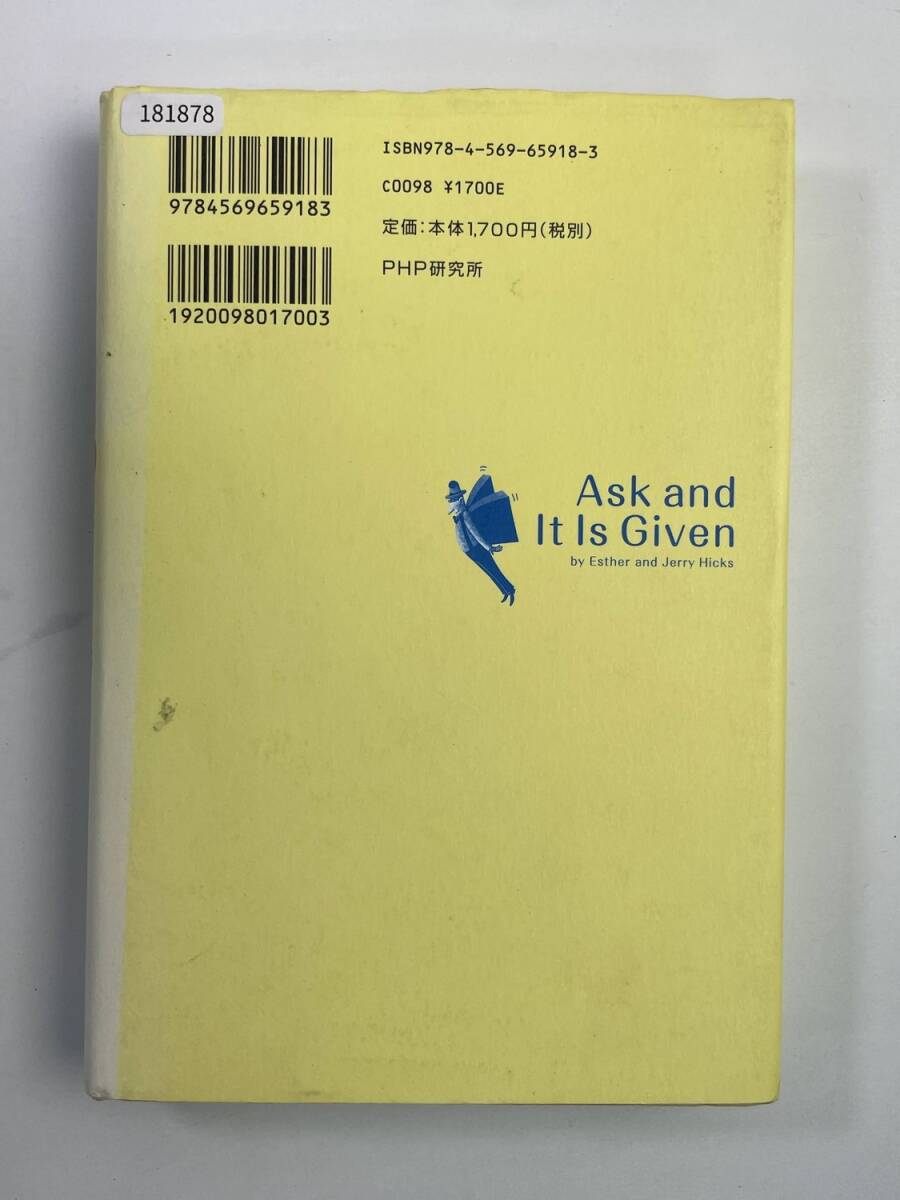 181878
ISBN978-4-569-65918-3
9784569659183
C0098 ¥1700E
定価:本体1,700円(税別)
PHP研究所
1920098017003
Ask and
It Is Given
by Esther and Jerry Hicks